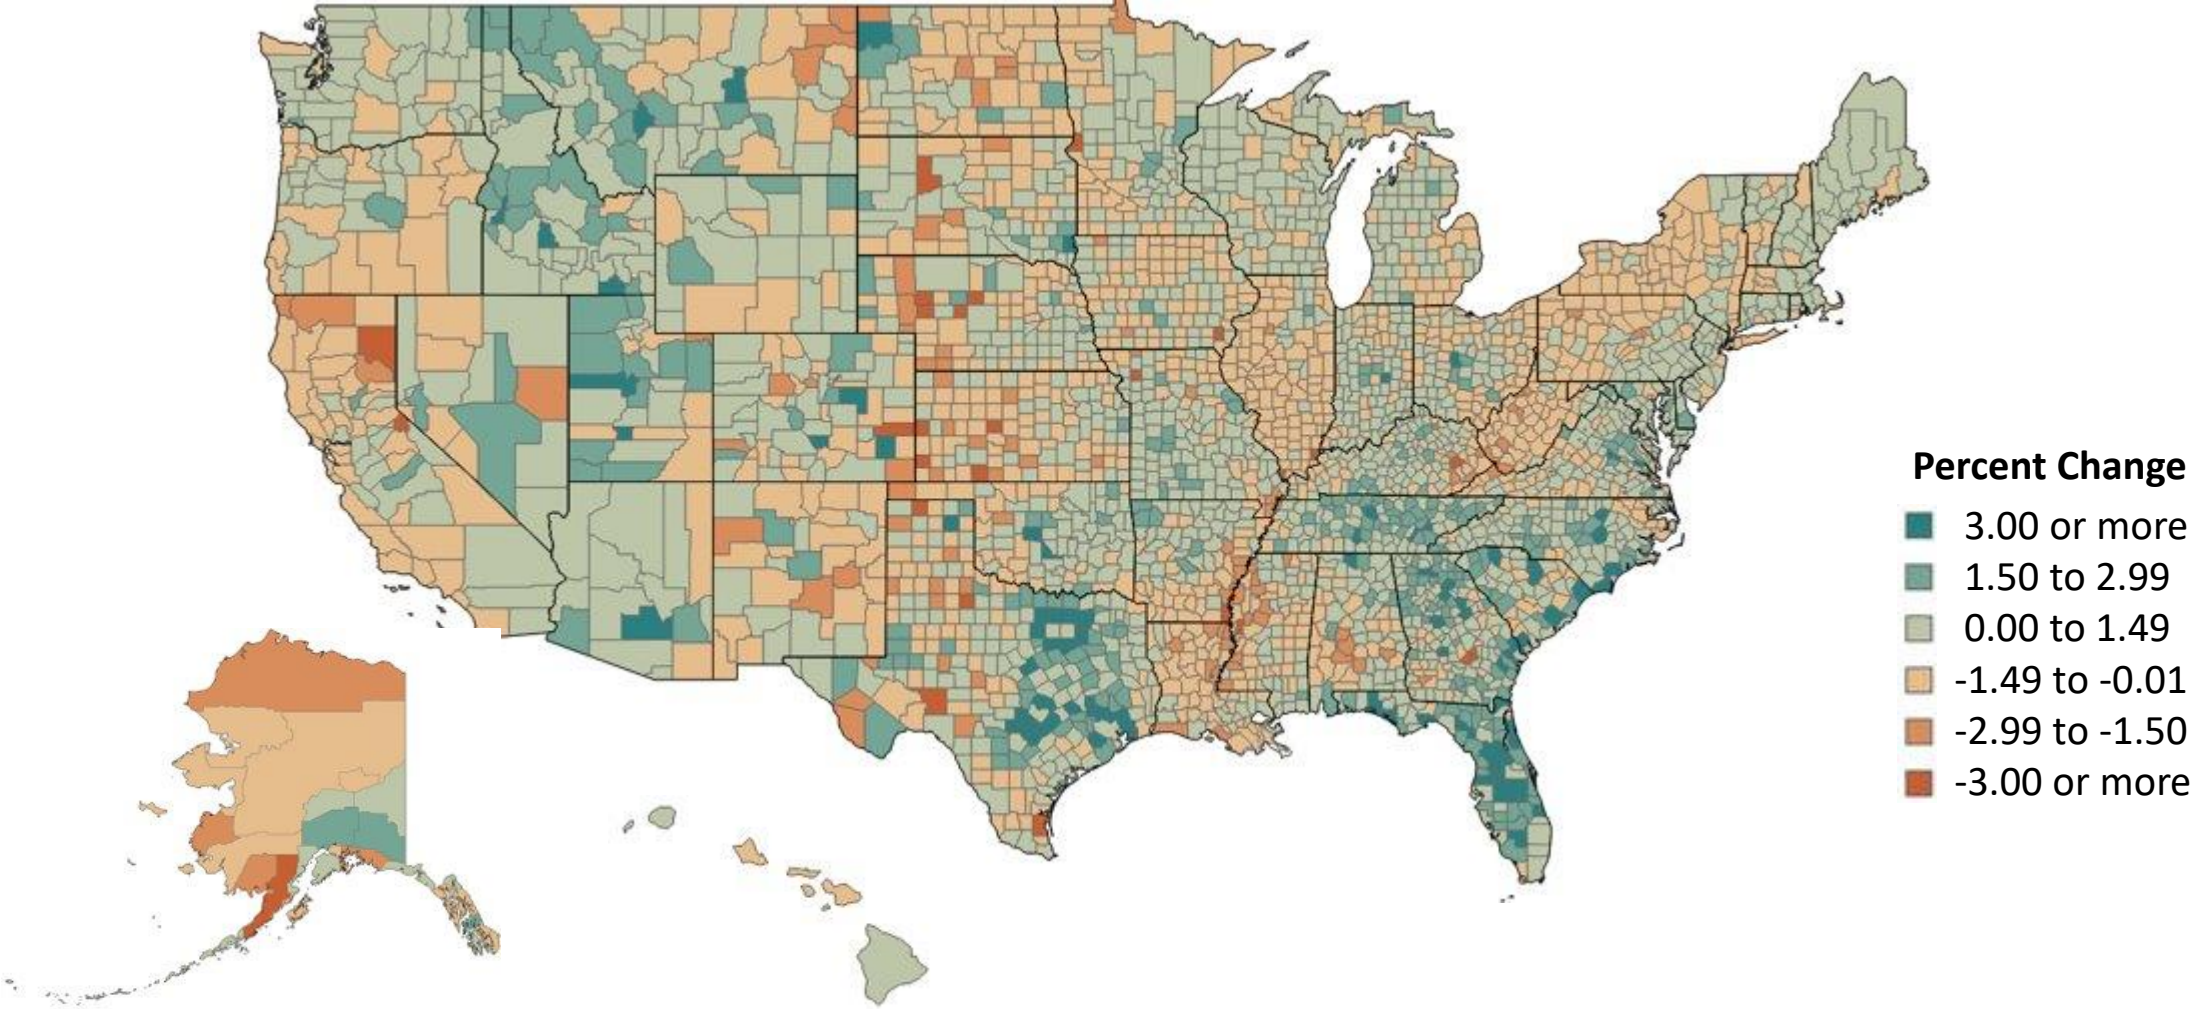 Percent Change
3.00 or more
1.50 to 2.99
0.00 to 1.49
-1.49 to -0.01
-2.99 to -1.50
-3.00 or more